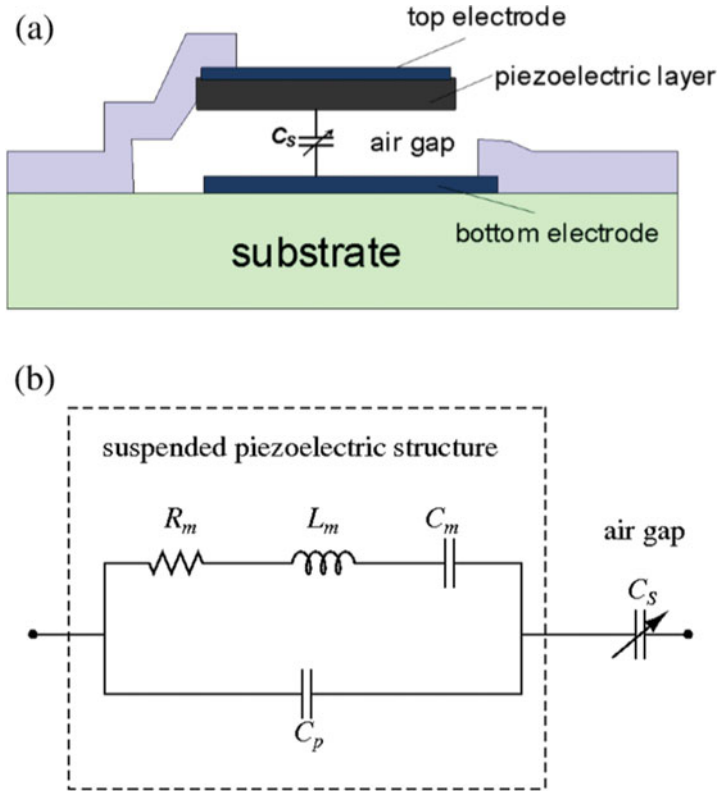 (a)
top electrode
piezoelectric layer
Cs
air gap
bottom electrode
substrate
(b)
suspended piezoelectric structure
Rm
Lm
Cm
air gap
CS
Cp